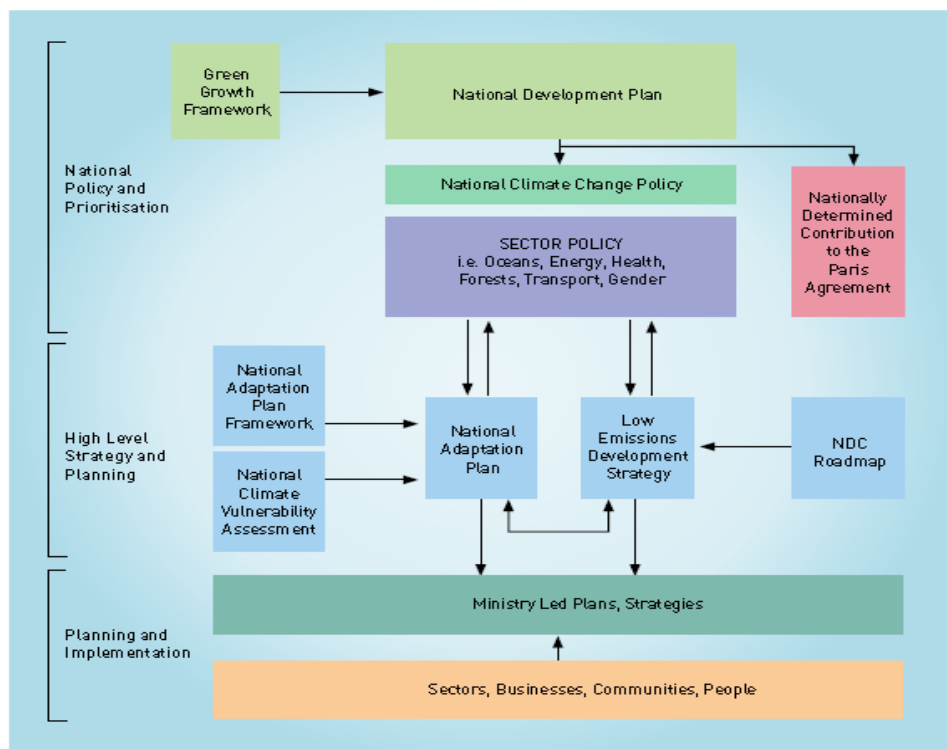 Green
Growth
Framework
National Development Plan
National
Policy and
Prioritisation
National Climate Change Policy
Nationally
Determined
Contribution
to the
Paris
Agreement
SECTOR POLICY
i.e. Oceans, Energy, Health,
Forests, Transport, Gender
High Level
Strategy and
Planning
National
Adaptation
Plan
Framework
National
Climate
Vulnerability
Assessment
National
Adaptation
Plan
Low
Emissions
Development
Strategy
NDC
Roadmap
Planning and
Implementation
Ministry Led Plans, Strategies
Sectors, Businesses, Communities, People